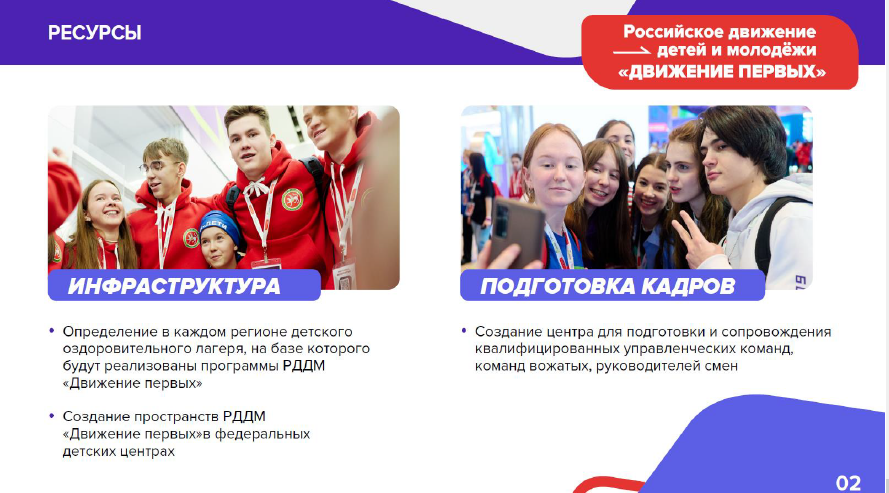 РЕСУРСЫ
Российское движение
детей и молодёжи
«ДВИЖЕНИЕ ПЕРВЫХ»
ИНФРАСТРУКТУРА
• Определение в каждом регионе детского
оздоровительного лагеря, на базе которого
будут реализованы программы РДДМ
«Движение первых»
• Создание пространств РДДМ
«Движение первых»в федеральных
детских центрах
ПОДГОТОВКА КАДРОВ
• Создание центра для подготовки и сопровождения
квалифицированных управленческих команд,
команд вожатых, руководителей смен
02